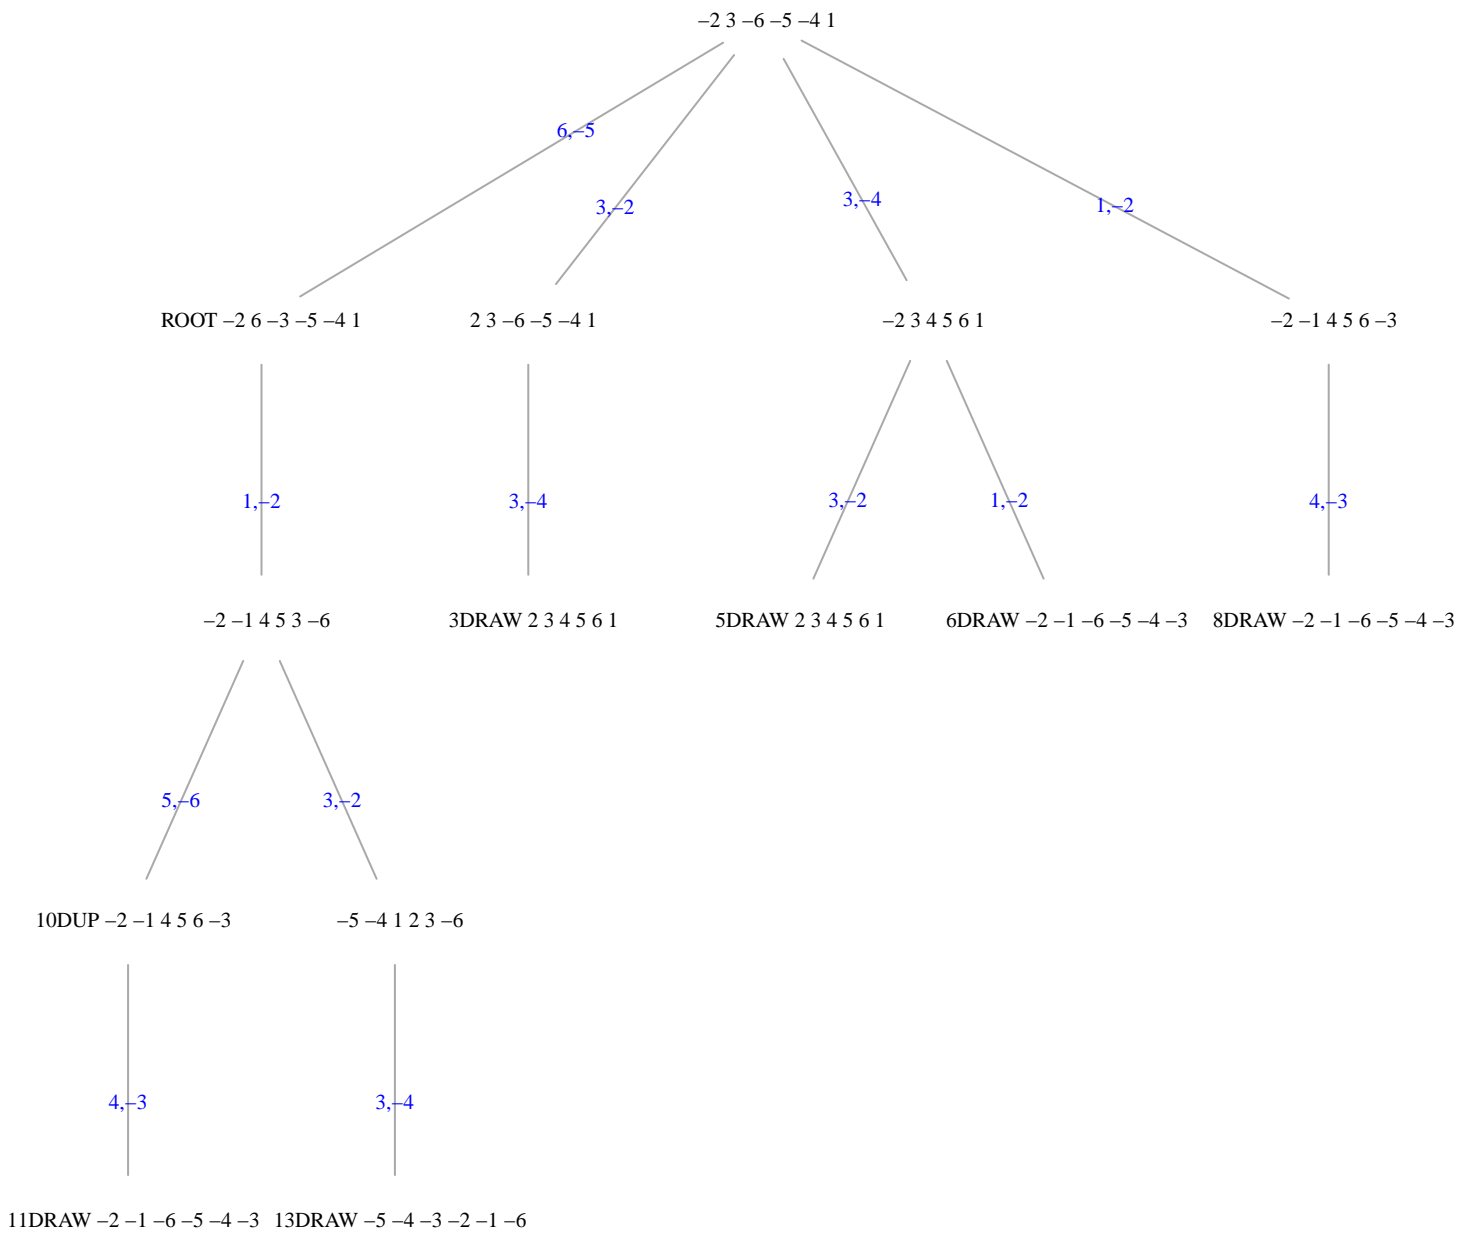 –2 3 –6 –5 –4 1
6,–5
3,–2
3,–4
1,–2
ROOT –2 6 –3 –5 –4 1
2 3 –6 –5 –4 1
–2 3 4 5 6 1
–2 –1 4 5 6 –3
1,–2
3,–4
3,–2
1,–2
4,–3
–2 –1 4 5 3 –6
3DRAW 2 3 4 5 6 1
5DRAW 2 3 4 5 6 1
6DRAW –2 –1 –6 –5 –4 –3
8DRAW –2 –1 –6 –5 –4 –3
5,–6
3,–2
10DUP –2 –1 4 5 6 –3
–5 –4 1 2 3 –6
4,–3
3,–4
11DRAW –2 –1 –6 –5 –4 –3
13DRAW –5 –4 –3 –2 –1 –6